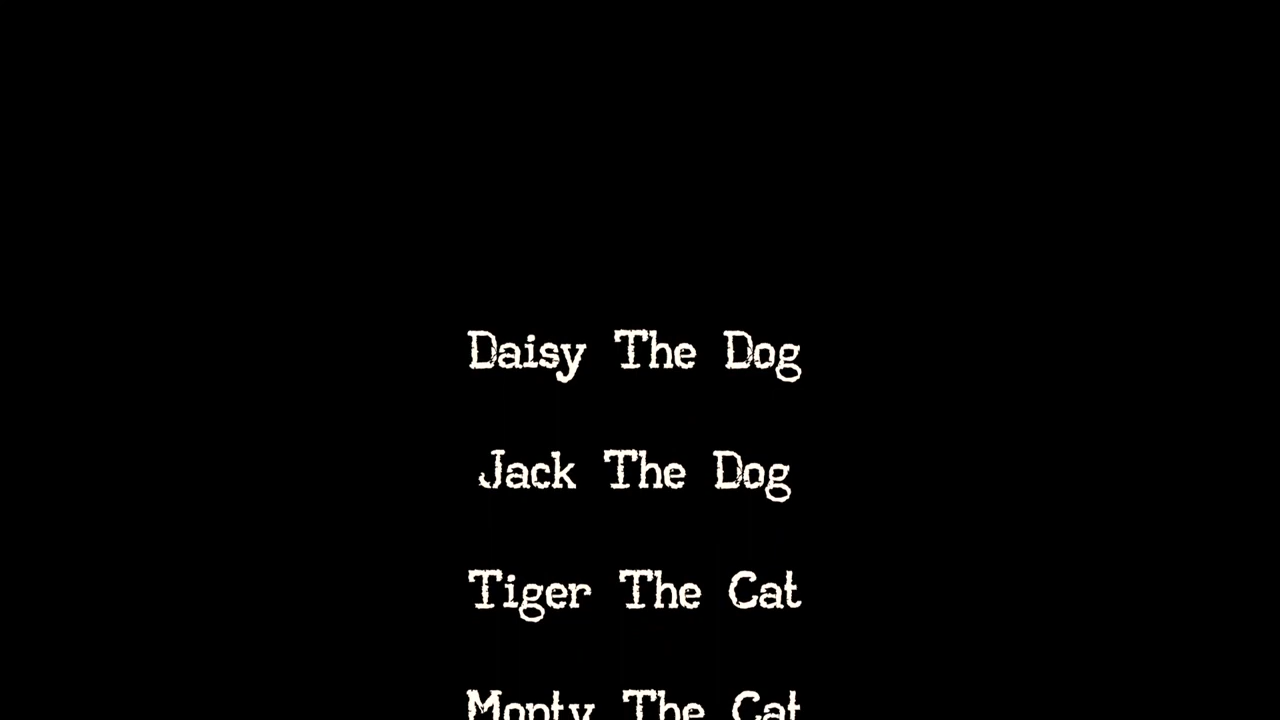 Daisy The Dog
Jack The Dog
Tiger The Cat
Monty The Cat